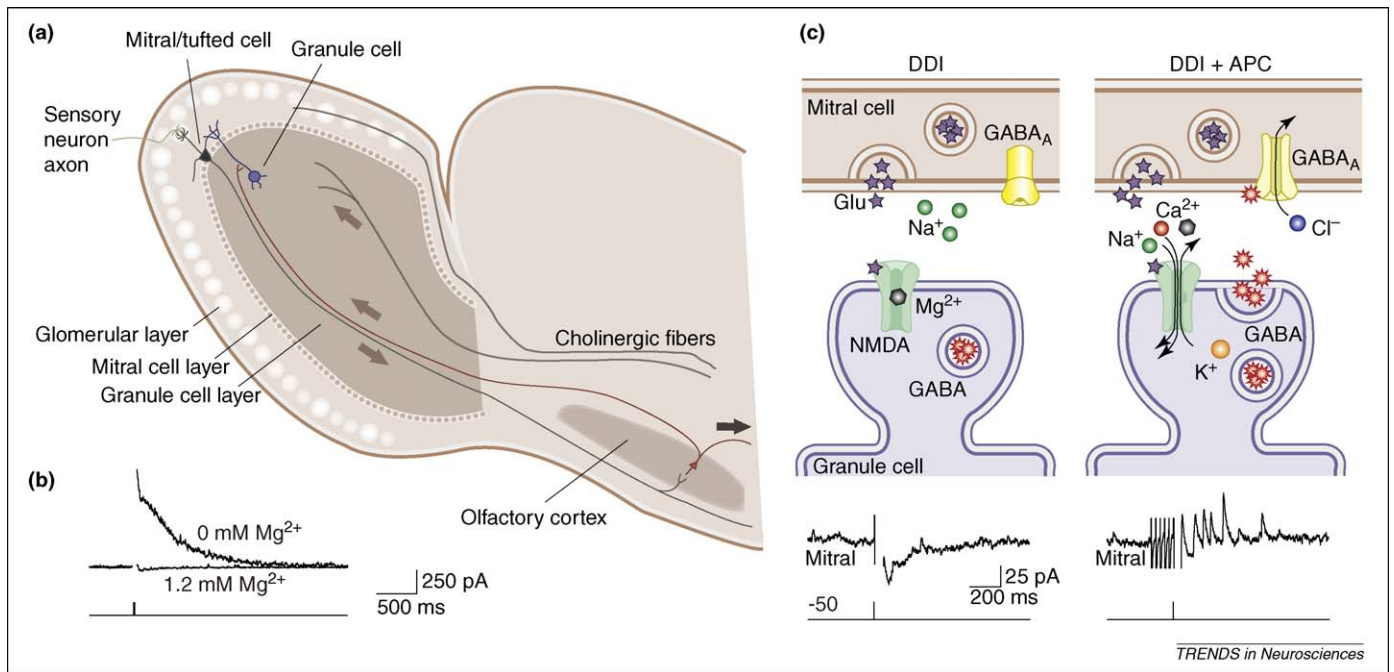 (a)
Mitral/tufted cell
Granule cell
Sensory
neuron
axon
Glomerular layer
Mitral cell layer
Granule cell layer
Cholinergic fibers
Olfactory cortex
(b)
0 mM Mg2+
1.2 mM Mg2+
250 pA
500 ms
(c)
DDI
Mitral cell
GABAA
Glu
Na+
Mg2+
NMDA
GABA
Granule cell
Mitral
25 pA
200 ms
-50
DDI + APC
GABAA
Ca2+
Na+
Cl–
GABA
K+
Mitral
TRENDS in Neurosciences